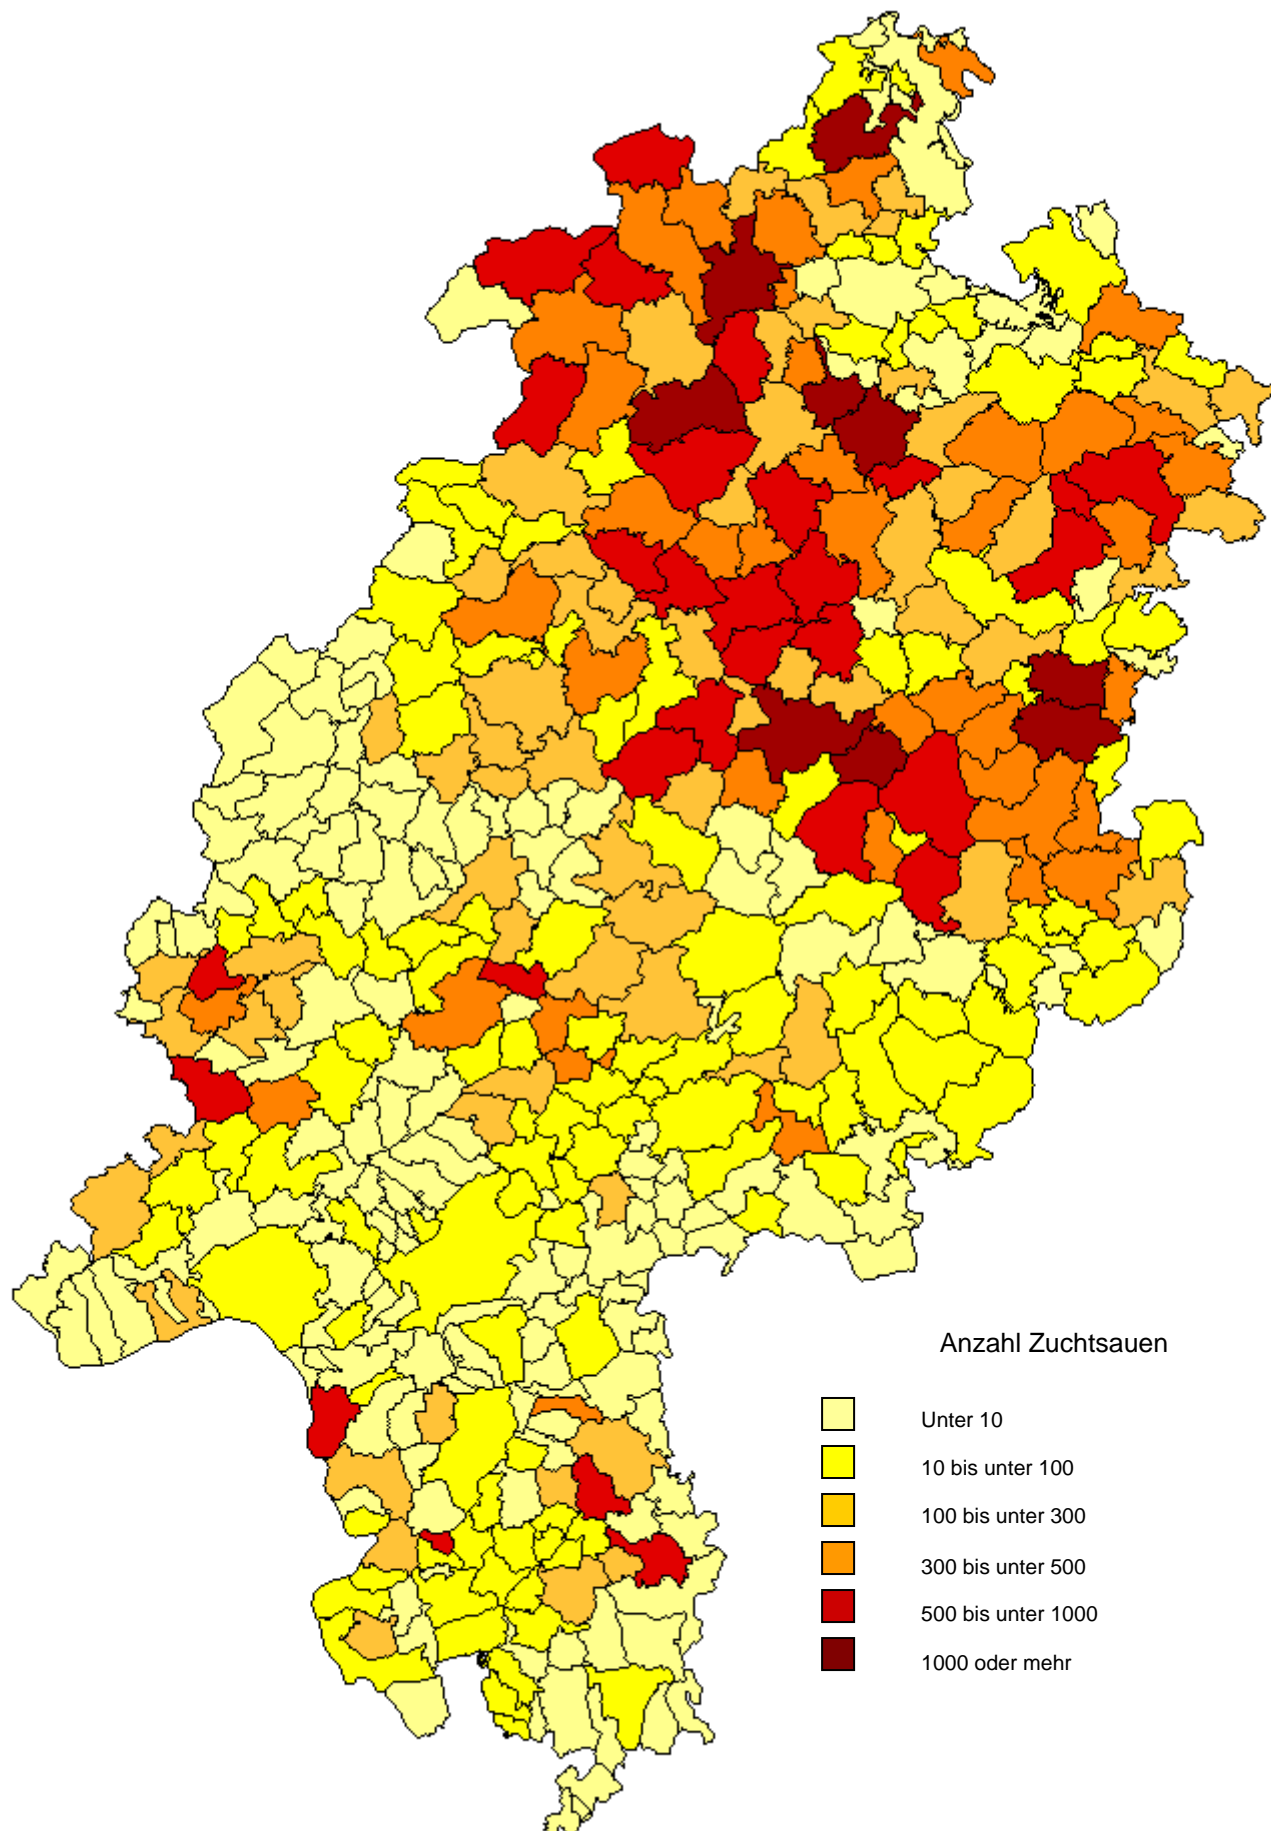 Anzahl Zuchtsauen
Unter 10
10 bis unter 100
100 bis unter 300
300 bis unter 500
500 bis unter 1000
1000 oder mehr